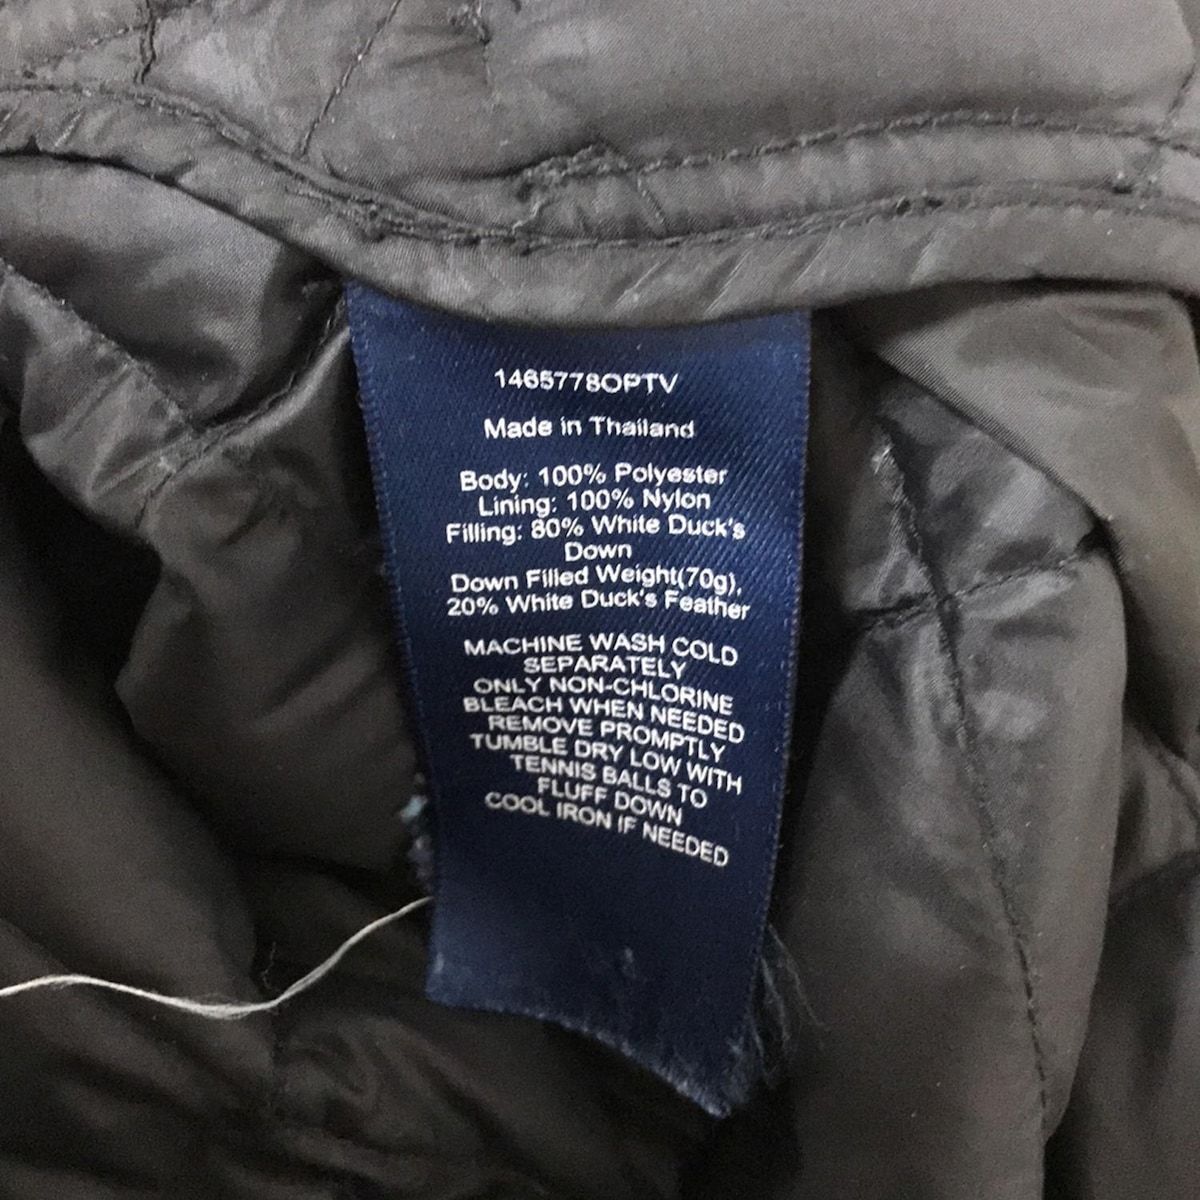 1465778OPTV
Made in Thailand
Body: 100% Polyester
Lining: 100% Nylon
Filling: 80% White Duck's
Down
Down Filled Weight(70g),
20% White Duck's Feather
MACHINE WASH COLD
SEPARATELY
ONLY NON-CHLORINE
BLEACH WHEN NEEDED
REMOVE PROMPTLY
TUMBLE DRY LOW WITH
TENNIS BALLS TO
FLUFF DOWN
COOL IRON IF NEEDED